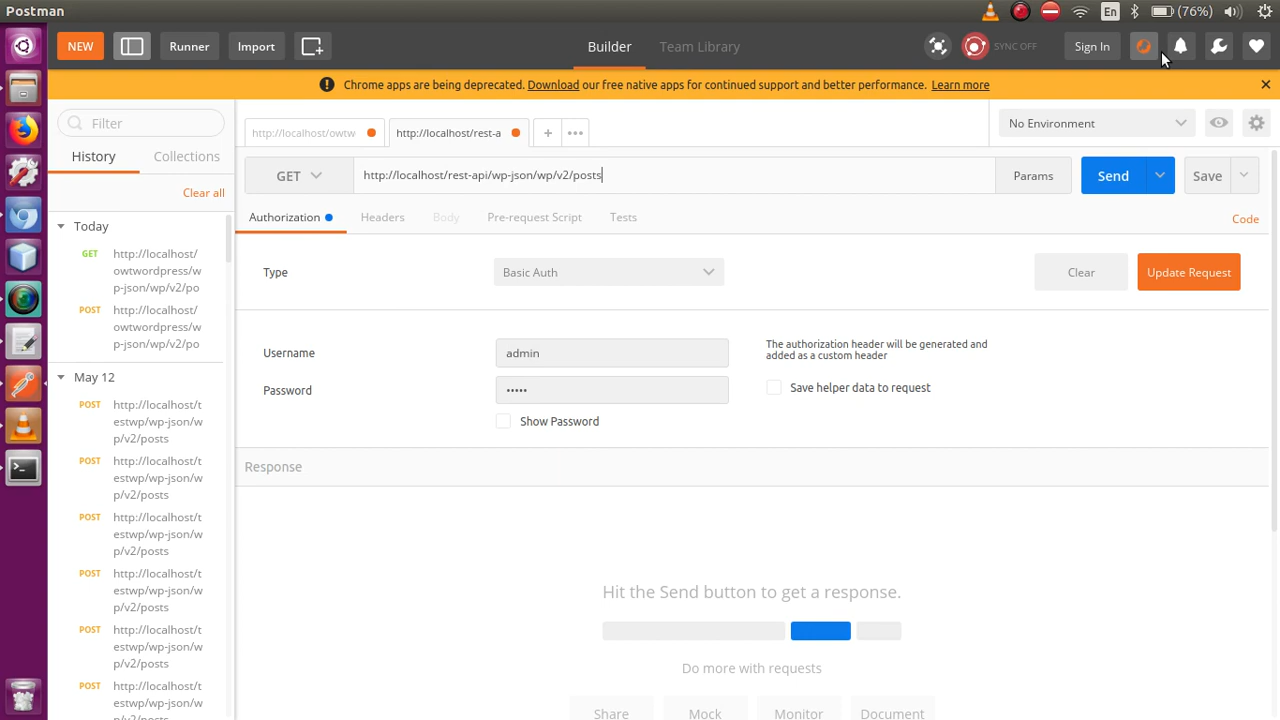 Postman
En
(76%)
NEW
Runner
Import
Builder
Team Library
SYNC OFF
Sign In
Chrome apps are being deprecated. Download our free native apps for continued support and better performance. Learn more
Filter
History
Collections
Clear all
Today
GET
http://localhost/
owtwordpress/w
p-json/wp/v2/po
POST
http://localhost/
owtwordpress/w
p-json/wp/v2/po
May 12
POST
http://localhost/t
estwp/wp-json/w
p/v2/posts
POST
http://localhost/t
estwp/wp-json/w
p/v2/posts
POST
http://localhost/t
estwp/wp-json/w
p/v2/posts
POST
http://localhost/t
estwp/wp-json/w
p/v2/posts
POST
http://localhost/t
estwp/wp-json/w
p/v2/posts
POST
http://localhost/t
estwp/wp-json/w
http://localhost/owtw
http://localhost/rest-a
No Environment
GET
http://localhost/rest-api/wp-json/wp/v2/posts
Params
Send
Save
Authorization
Headers
Body
Pre-request Script
Tests
Code
Type
Basic Auth
Clear
Update Request
Username
admin
Password
•••••
Show Password
The authorization header will be generated and
added as a custom header
Save helper data to request
Response
Hit the Send button to get a response.
Do more with requests
Share
Mock
Monitor
Document